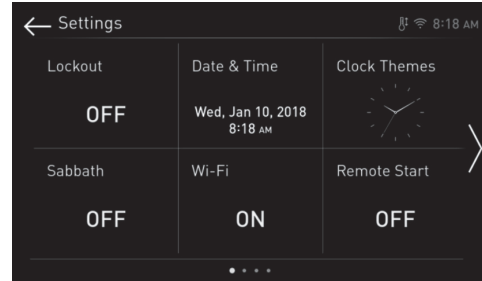 Settings
8:18 AM
Lockout
OFF
Date & Time
Wed, Jan 10, 2018
8:18 AM
Clock Themes
Sabbath
OFF
Wi-Fi
ON
Remote Start
OFF